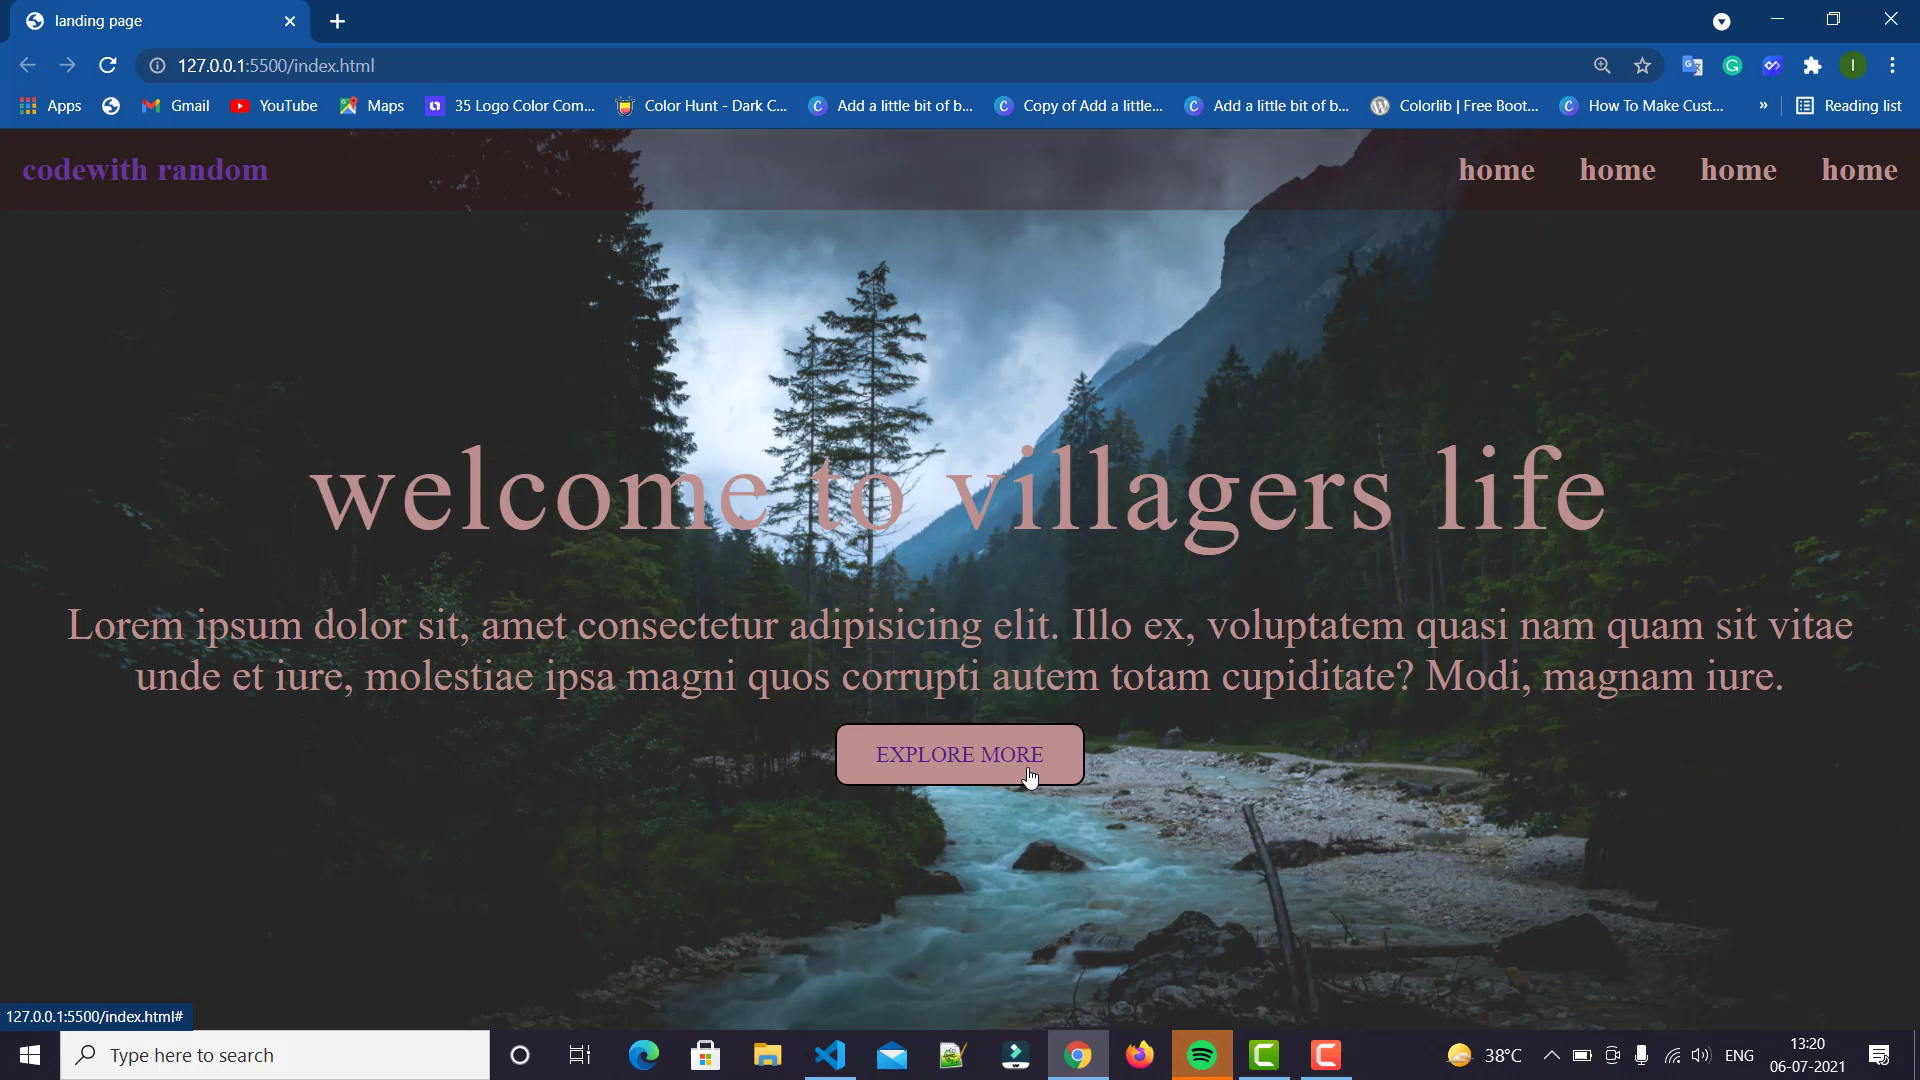 landing page
127.0.0.1:5500/index.html
Apps Gmail YouTube Maps 35 Logo Color Com... Color Hunt - Dark C... Add a little bit of b... Copy of Add a little... Add a little bit of b... Colorlib | Free Boot... How To Make Cust... » Reading list
codewith random home home home home
welcome to villagers life
Lorem ipsum dolor sit, amet consectetur adipisicing elit. Illo ex, voluptatem quasi nam quam sit vitae
unde et iure, molestiae ipsa magni quos corrupti autem totam cupiditate? Modi, magnam iure.
EXPLORE MORE
127.0.0.1:5500/index.html#
Type here to search 38°C ENG 13:20
06-07-2021